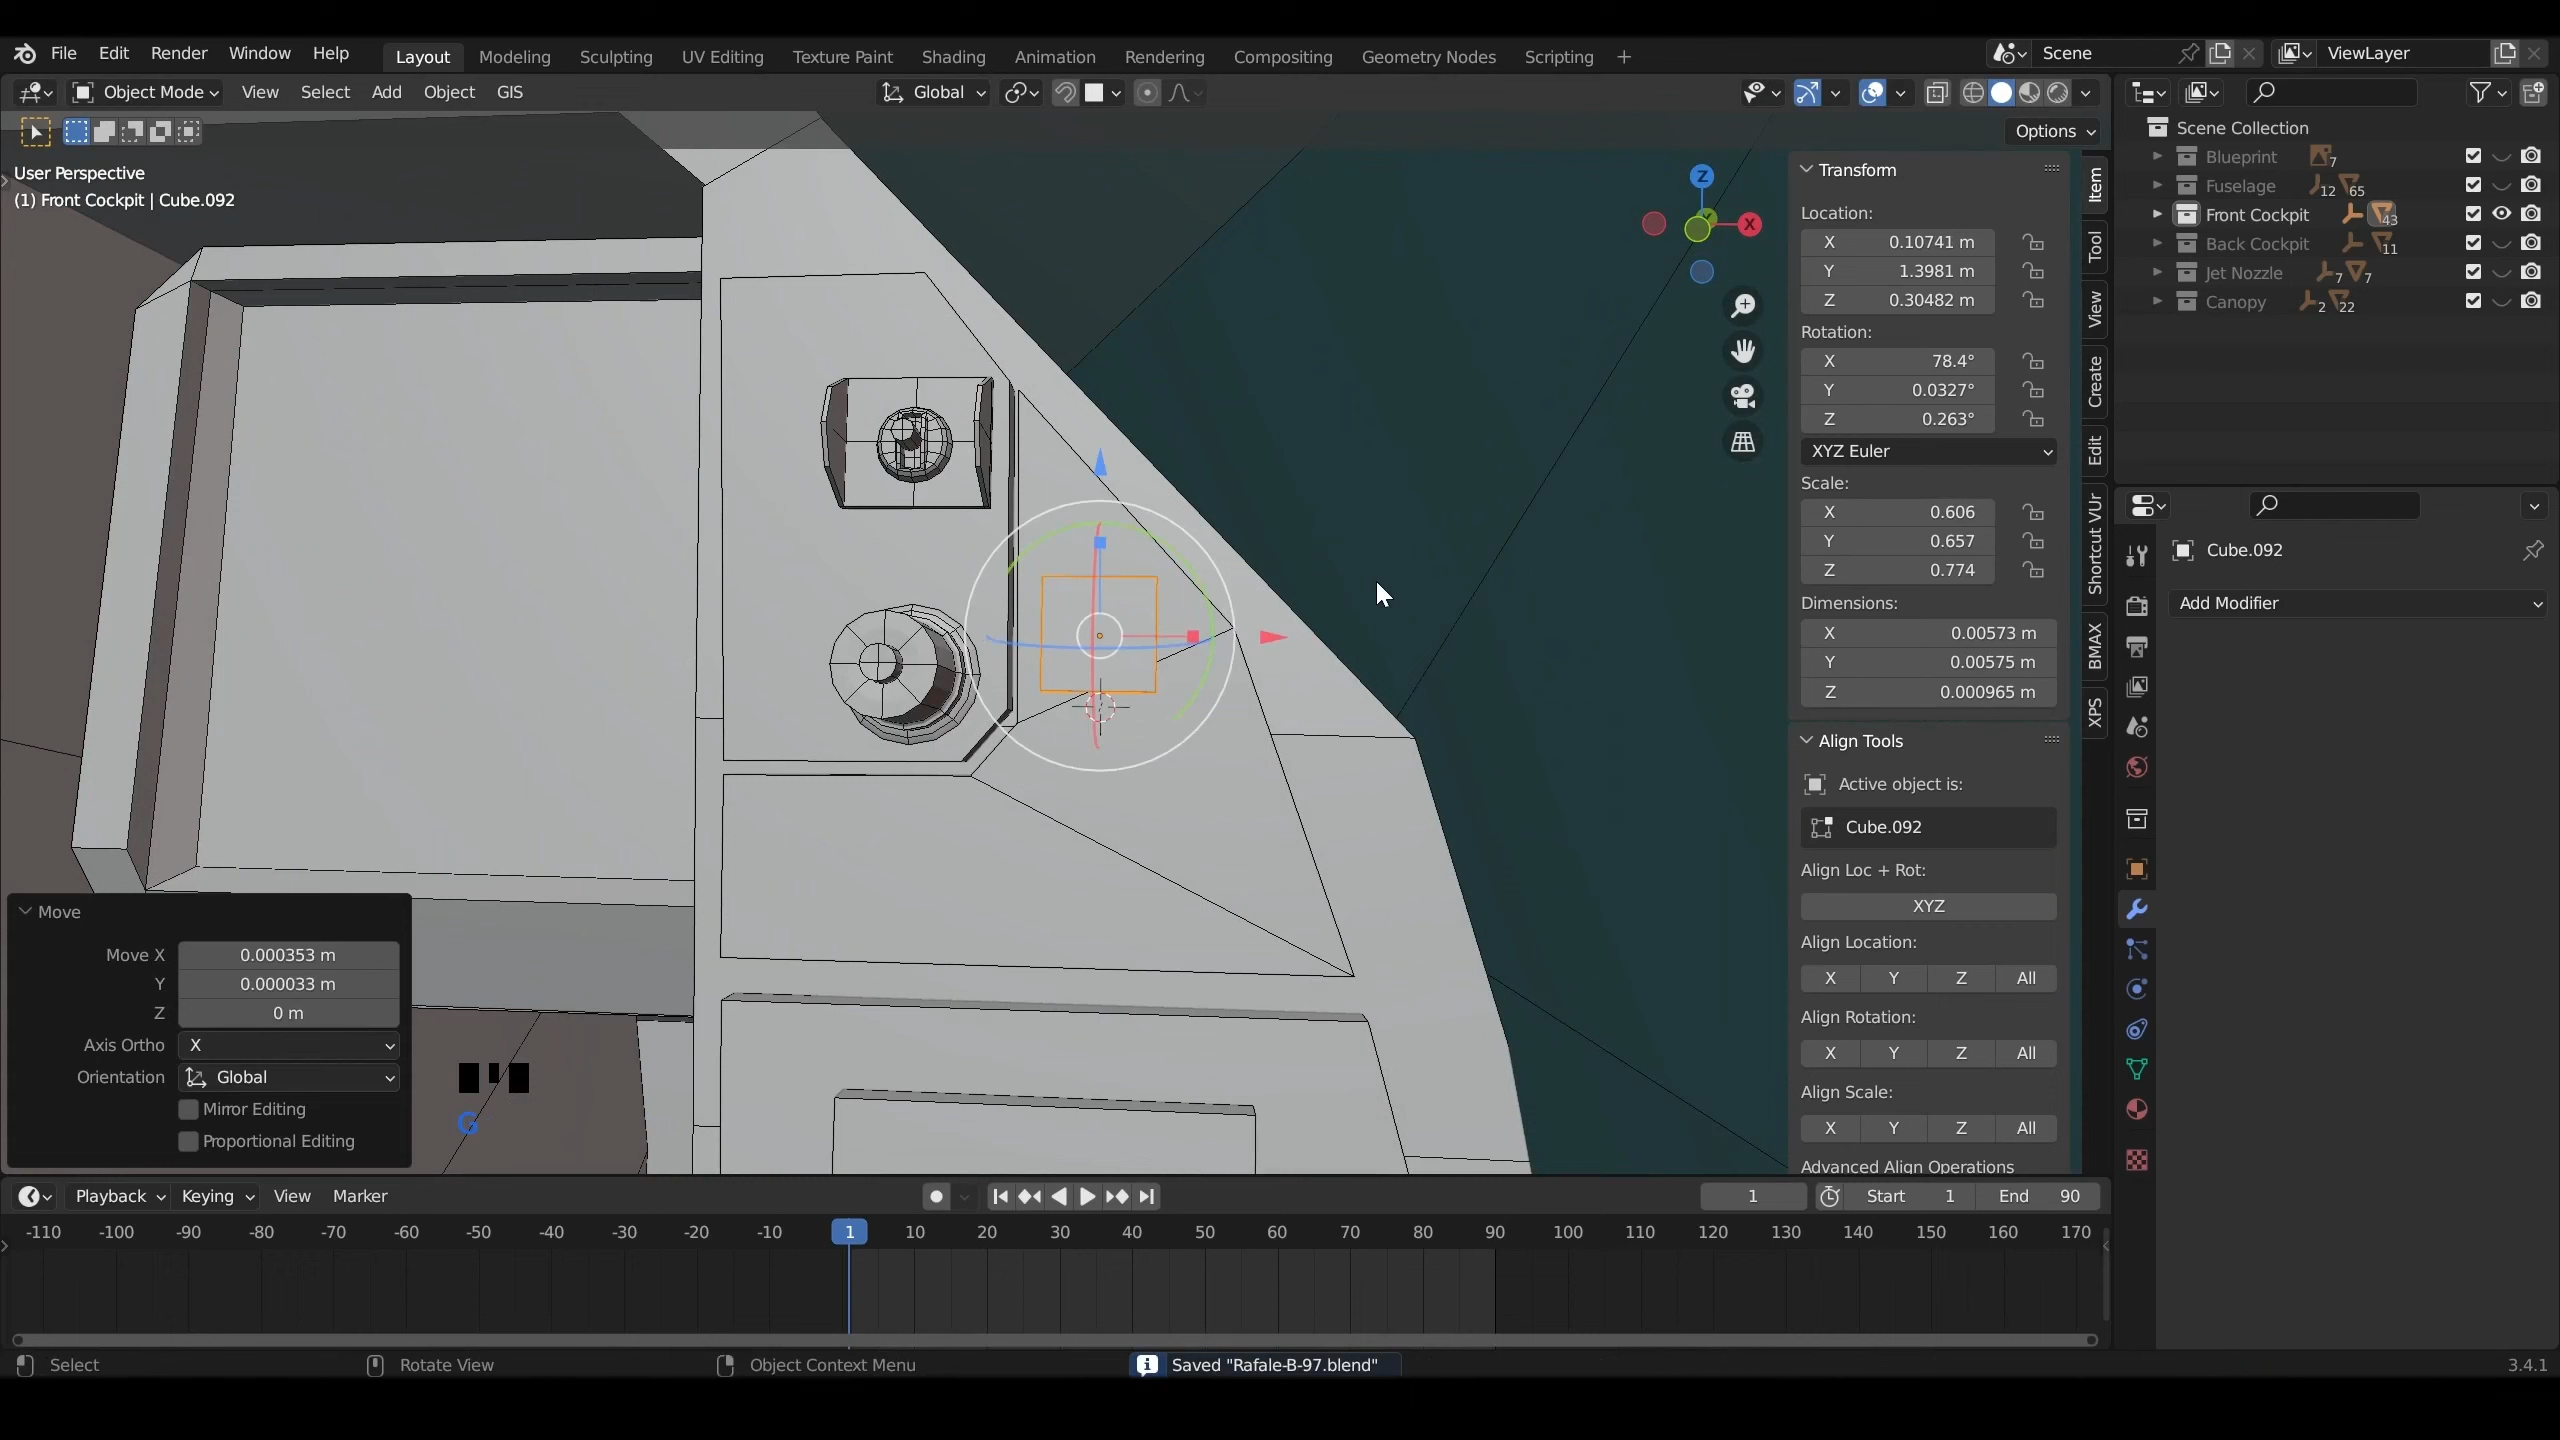 File Edit Render Window Help Layout Modeling Sculpting UV Editing Texture Paint Shading Animation Rendering Compositing Geometry Nodes Scripting + Scene ViewLayer
Object Mode View Select Add Object GIS Global
Options
User Perspective
(1) Front Cockpit | Cube.092
Z
X
Transform
Location:
X 0.10741 m
Y 1.3981 m
Z 0.30482 m
Rotation:
X 78.4°
Y 0.0327°
Z 0.263°
XYZ Euler
Scale:
X 0.606
Y 0.657
Z 0.774
Dimensions:
X 0.00573 m
Y 0.00575 m
Z 0.000965 m
Align Tools
Active object is:
Cube.092
Align Loc + Rot:
XYZ
Align Location:
X Y Z All
Align Rotation:
X Y Z All
Align Scale:
X Y Z All
Advanced Align Operations
Item
Tool
View
Create
Edit
Shortcut VUr
BMAX
XPS
Scene Collection
Blueprint 7
Fuselage 12 65
Front Cockpit 43
Back Cockpit 11
Jet Nozzle 7 7
Canopy 2 22
Cube.092
Add Modifier
Move
Move X 0.000353 m
Y 0.000033 m
Z 0 m
Axis Ortho X
Orientation Global
Mirror Editing
Proportional Editing
G
Playback Keying View Marker 1 Start 1 End 90
-110 -100 -90 -80 -70 -60 -50 -40 -30 -20 -10 1 10 20 30 40 50 60 70 80 90 100 110 120 130 140 150 160 170
Select Rotate View Object Context Menu Saved "Rafale-B-97.blend" 3.4.1